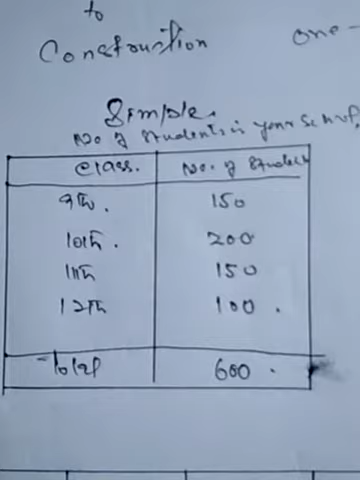 to
Construction one-
Simple.
No of students in your School.
Class. No. of Student
9th. 150
10th. 200
11th 150
12th 100.
Total 600.